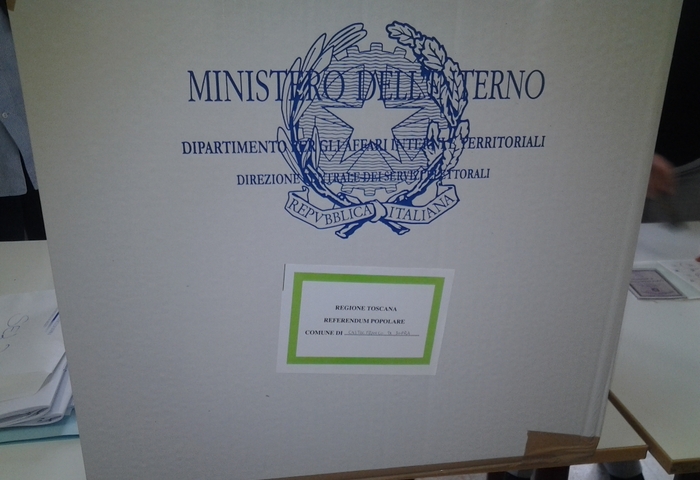 MINISTERO DELL'INTERNO
DIPARTIMENTO PER GLI AFFARI INTERNI E TERRITORIALI
DIREZIONE CENTRALE DEI SERVIZI ELETTORALI
REPVBBLICA ITALIANA
REGIONE TOSCANA
REFERENDUM POPOLARE
COMUNE DI